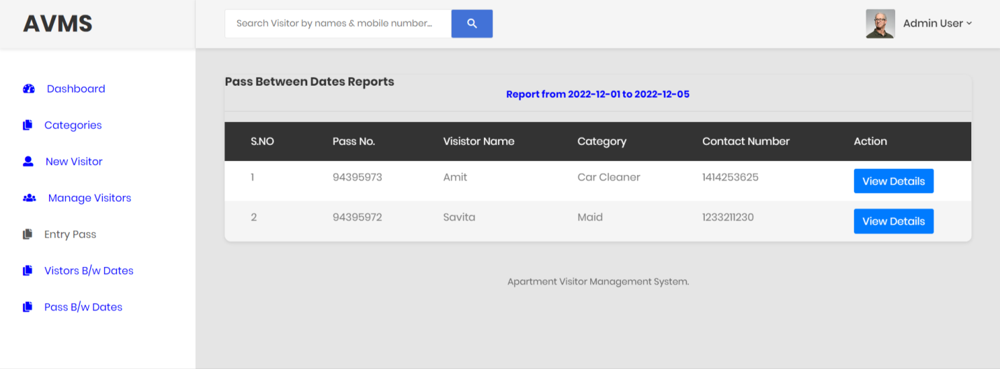 AVMS
Search Visitor by names & mobile number...
Admin User
Dashboard
Categories
New Visitor
Manage Visitors
Entry Pass
Vistors B/w Dates
Pass B/w Dates
Pass Between Dates Reports
Report from 2022-12-01 to 2022-12-05
S.NO Pass No. Visistor Name Category Contact Number Action
1 94395973 Amit Car Cleaner 1414253625 View Details
2 94395972 Savita Maid 1233211230 View Details
Apartment Visitor Management System.